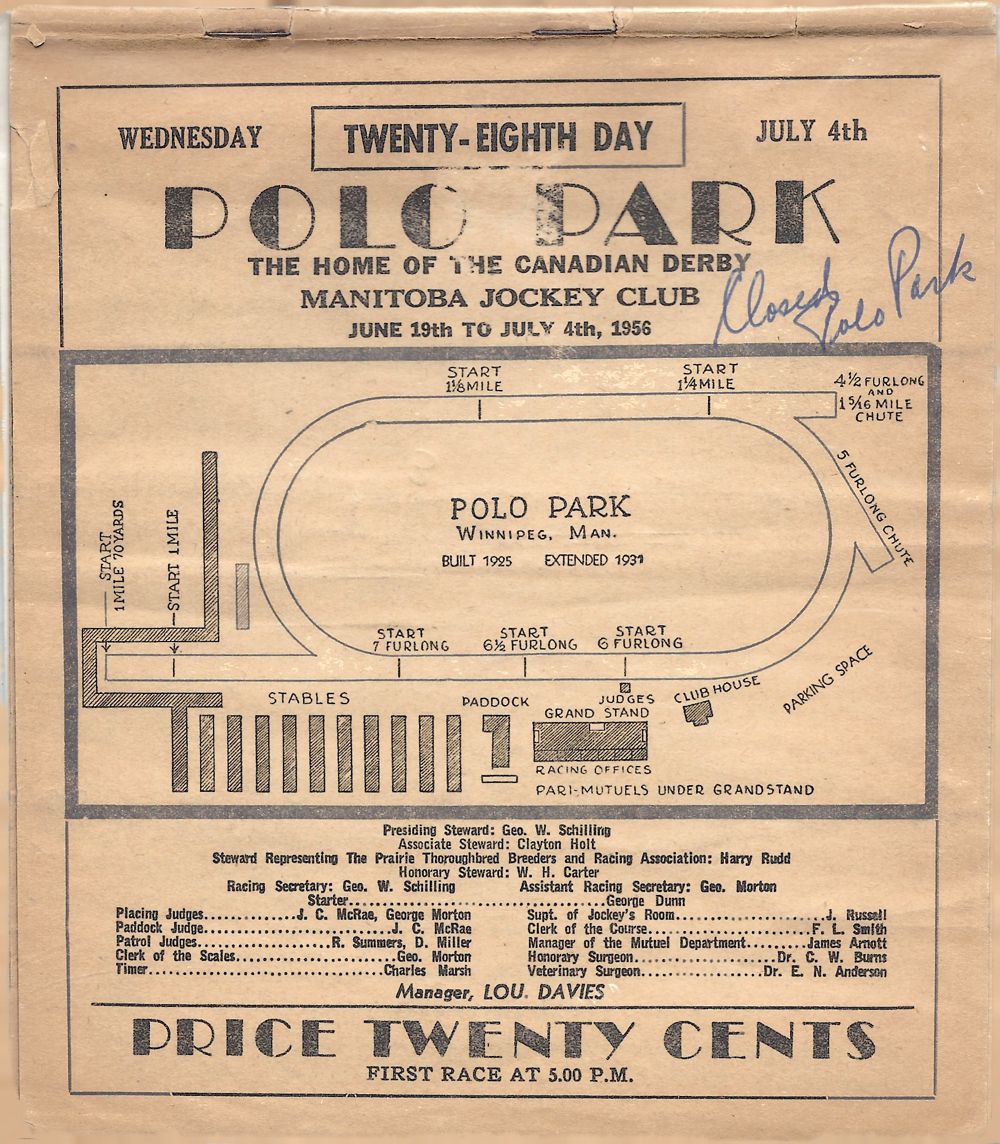 WEDNESDAY
TWENTY-EIGHTH DAY
JULY 4th
POLO PARK
THE HOME OF THE CANADIAN DERBY
MANITOBA JOCKEY CLUB
JUNE 19th TO JULY 4th, 1956
Closed Polo Park
START
1⅛ MILE
START
1¼ MILE
4½ FURLONG
AND
1 5/16 MILE
CHUTE
5 FURLONG CHUTE
POLO PARK
WINNIPEG, MAN.
BUILT 1925 EXTENDED 1931
START
1 MILE 70 YARDS
START 1 MILE
START
7 FURLONG
START
6½ FURLONG
START
6 FURLONG
STABLES
PADDOCK
JUDGES
GRAND STAND
CLUB HOUSE
PARKING SPACE
RACING OFFICES
PARI-MUTUELS UNDER GRANDSTAND
Presiding Steward: Geo. W. Schilling
Associate Steward: Clayton Holt
Steward Representing The Prairie Thoroughbred Breeders and Racing Association: Harry Rudd
Honorary Steward: W. H. Carter
Racing Secretary: Geo. W. Schilling Assistant Racing Secretary: Geo. Morton
Starter..................................George Dunn
Placing Judges..............J. C. McRae, George Morton
Paddock Judge............................J. C. McRae
Patrol Judges....................R. Summers, D. Miller
Clerk of the Scales........................Geo. Morton
Timer..................................Charles Marsh
Supt. of Jockey's Room......................J. Russell
Clerk of the Course........................F. L. Smith
Manager of the Mutuel Department.........James Arnott
Honorary Surgeon.....................Dr. C. W. Burns
Veterinary Surgeon..................Dr. E. N. Anderson
Manager, LOU. DAVIES
PRICE TWENTY CENTS
FIRST RACE AT 5.00 P.M.